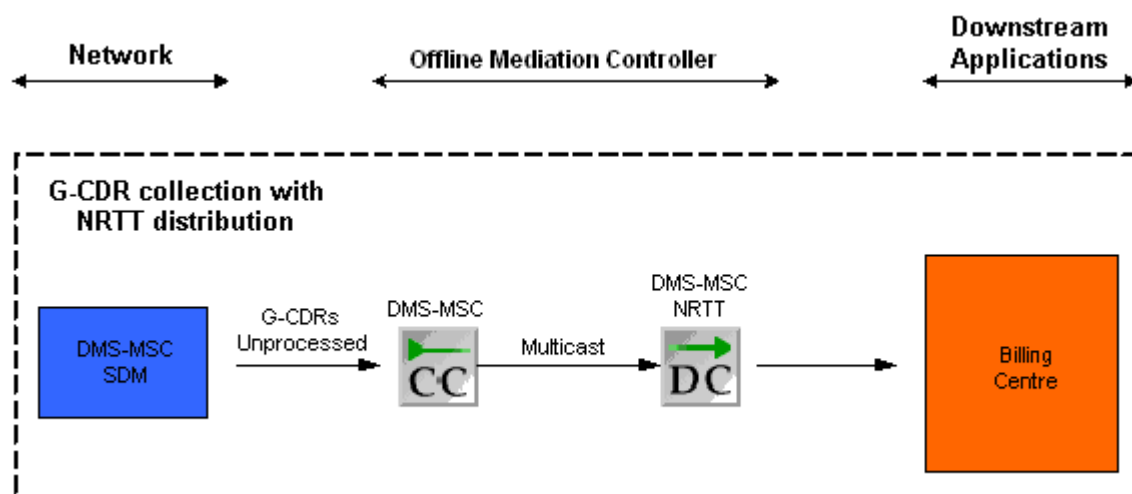 Network
Offline Mediation Controller
Downstream
Applications
G-CDR collection with
NRTT distribution
DMS-MSC
SDM
G-CDRs
Unprocessed
DMS-MSC
CC
Multicast
DMS-MSC
NRTT
DC
Billing
Centre